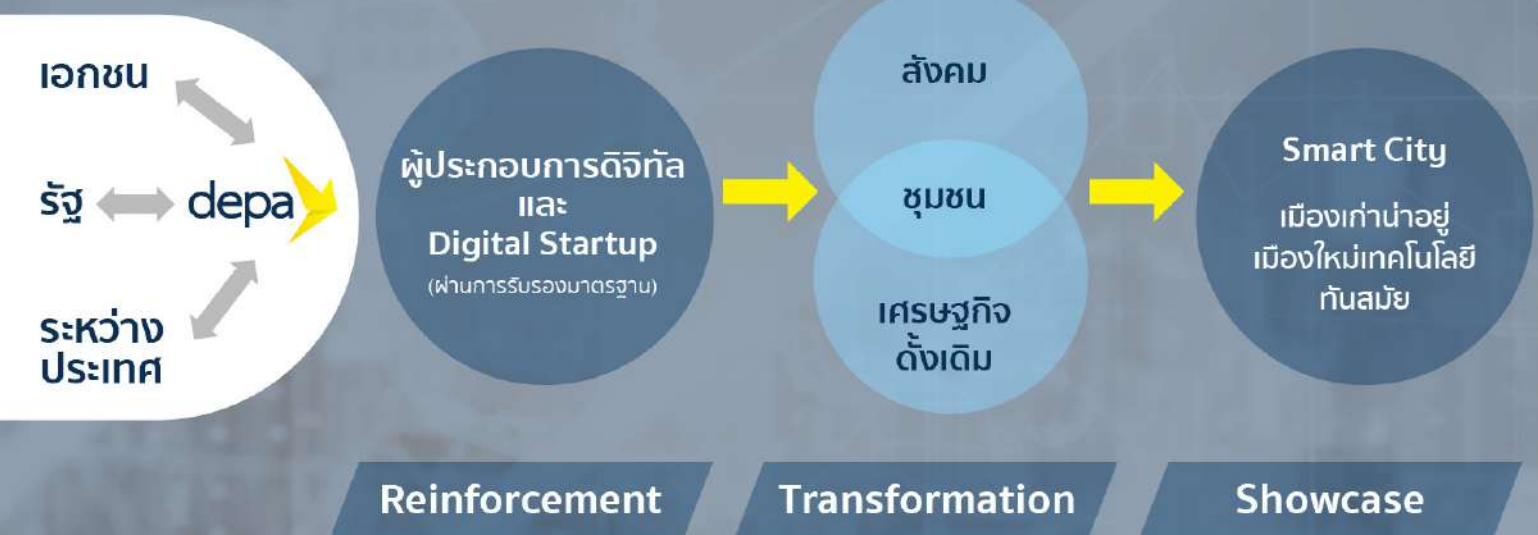 เอกชน
รัฐ
depa
ระหว่าง
ประเทศ
ผู้ประกอบการดิจิทัล
และ
Digital Startup
(ผ่านการรับรองมาตรฐาน)
สังคม
ชุมชน
เศรษฐกิจ
ดั้งเดิม
Smart City
เมืองเก่าน่าอยู่
เมืองใหม่เทคโนโลยี
ทันสมัย
Reinforcement
Transformation
Showcase